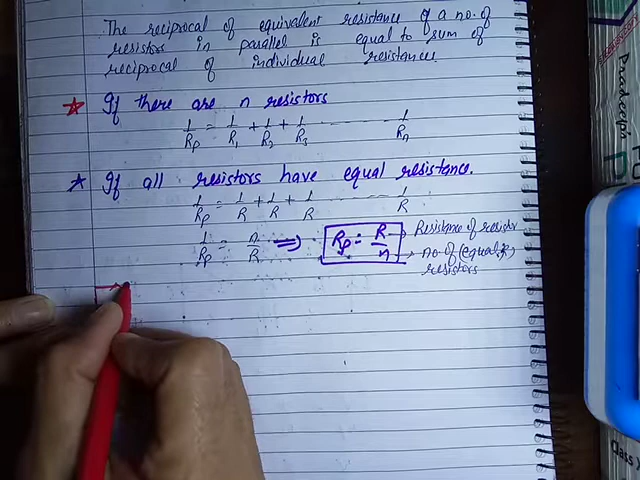 The reciprocal of equivalent resistance of a no. of
resistors in parallel is equal to sum of
reciprocal of individual resistances.
If there are n resistors
1/Rp = 1/R1 + 1/R2 + 1/R3 ------ 1/Rn
If all resistors have equal resistance.
1/Rp = 1/R + 1/R + 1/R ------ 1/R
1/Rp = n/R ⟹ Rp = R/n → Resistance of resistor
→ no. of (equal R)
resistors
Pradeep's
Class X